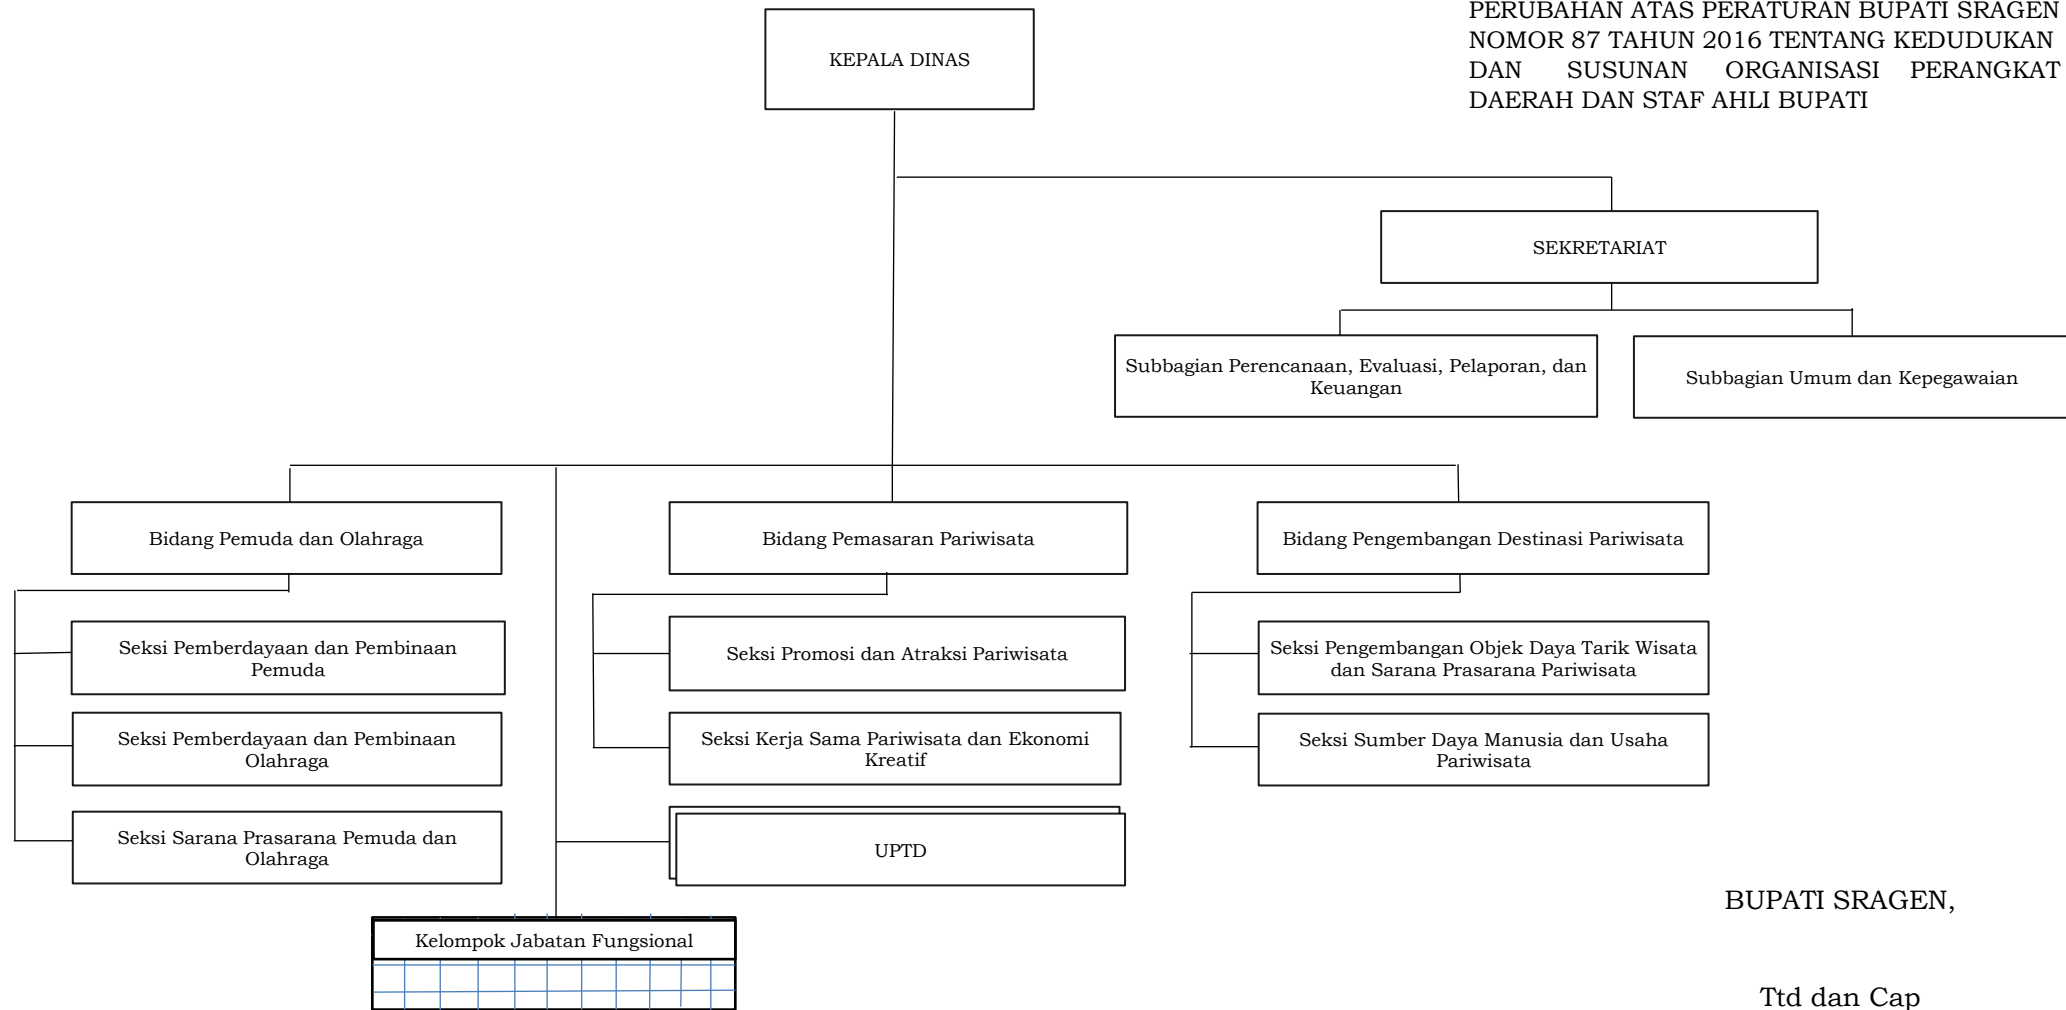 PERUBAHAN ATAS PERATURAN BUPATI SRAGEN
NOMOR 87 TAHUN 2016 TENTANG KEDUDUKAN
DAN SUSUNAN ORGANISASI PERANGKAT
DAERAH DAN STAF AHLI BUPATI
KEPALA DINAS
SEKRETARIAT
Subbagian Perencanaan, Evaluasi, Pelaporan, dan
Keuangan
Subbagian Umum dan Kepegawaian
Bidang Pemuda dan Olahraga
Bidang Pemasaran Pariwisata
Bidang Pengembangan Destinasi Pariwisata
Seksi Pemberdayaan dan Pembinaan
Pemuda
Seksi Promosi dan Atraksi Pariwisata
Seksi Pengembangan Objek Daya Tarik Wisata
dan Sarana Prasarana Pariwisata
Seksi Pemberdayaan dan Pembinaan
Olahraga
Seksi Kerja Sama Pariwisata dan Ekonomi
Kreatif
Seksi Sumber Daya Manusia dan Usaha
Pariwisata
Seksi Sarana Prasarana Pemuda dan
Olahraga
UPTD
Kelompok Jabatan Fungsional
BUPATI SRAGEN,
Ttd dan Cap